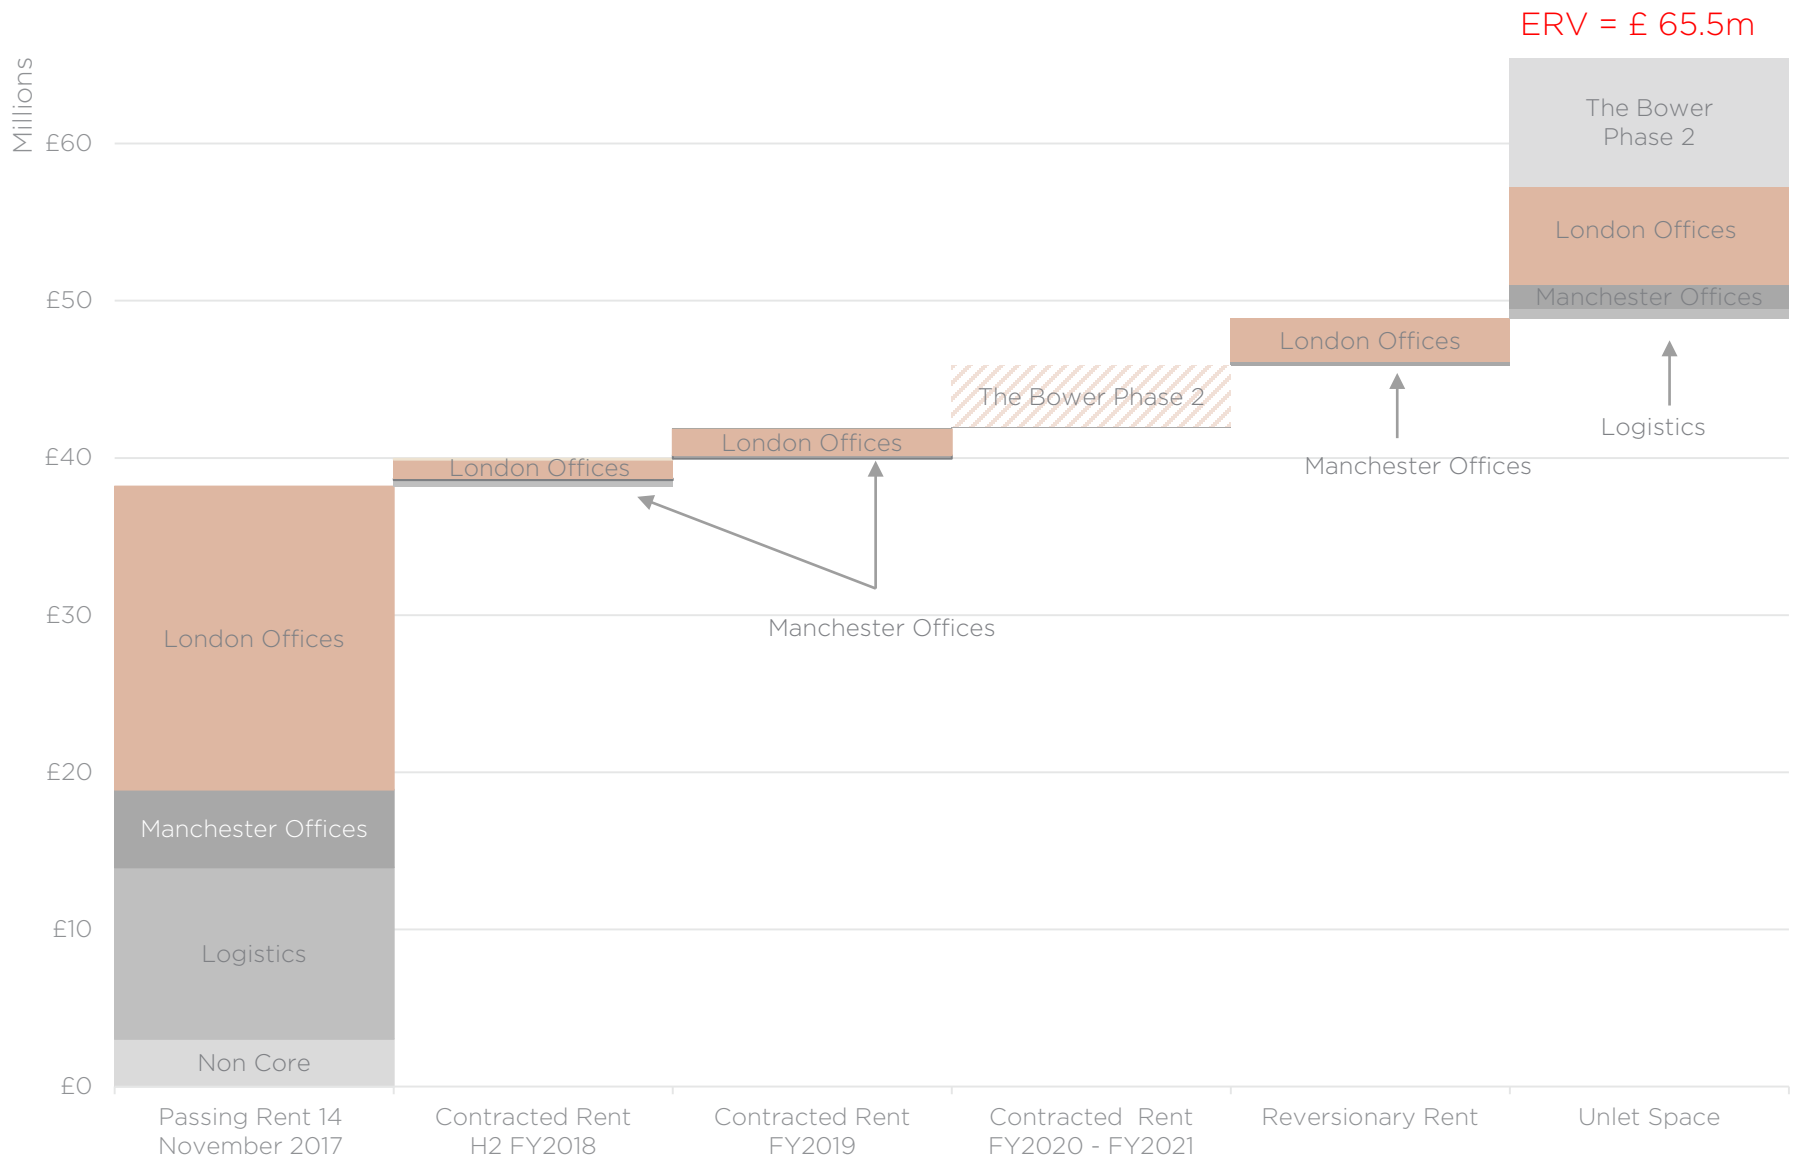 ERV = £ 65.5m
Millions
£60
£50
£40
£30
£20
£10
£0
The Bower
Phase 2
London Offices
Manchester Offices
Logistics
London Offices
Manchester Offices
The Bower Phase 2
London Offices
London Offices
Manchester Offices
London Offices
Manchester Offices
Logistics
Non Core
Passing Rent 14
November 2017
Contracted Rent
H2 FY2018
Contracted Rent
FY2019
Contracted  Rent
FY2020 - FY2021
Reversionary Rent
Unlet Space